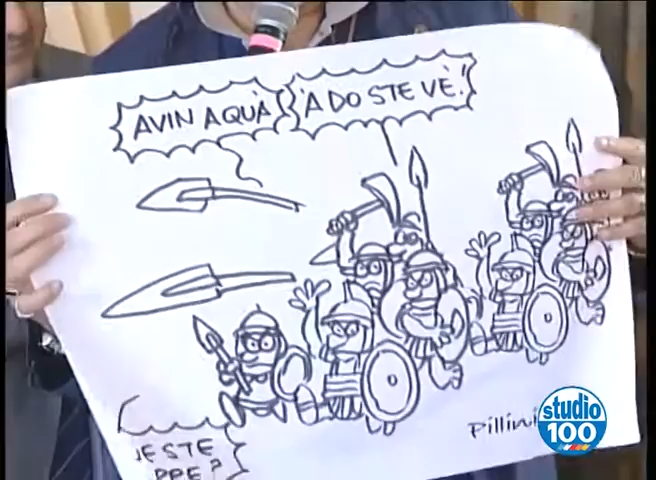 AVIN AQUÀ
'A DO STE VÈ!
STE
PPE?
Pillini
studio
100